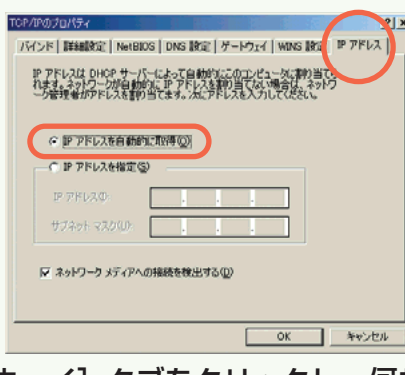 TCP/IPのプロパティ
バインド 詳細設定 NetBIOS DNS 設定 ゲートウェイ WINS 設定 IP アドレス
IP アドレスは DHCP サーバーによって自動的にこのコンピュータに割り当て
られます。ネットワークが自動的に IP アドレスを割り当てない場合は、ネットワ
ーク管理者がアドレスを割り当てます。次にアドレスを入力してください。
IP アドレスを自動的に取得(O)
IP アドレスを指定(S)
IP アドレス(I):
サブネット マスク(U):
ネットワーク メディアへの接続を検出する(D)
OK キャンセル
タブをクリックし